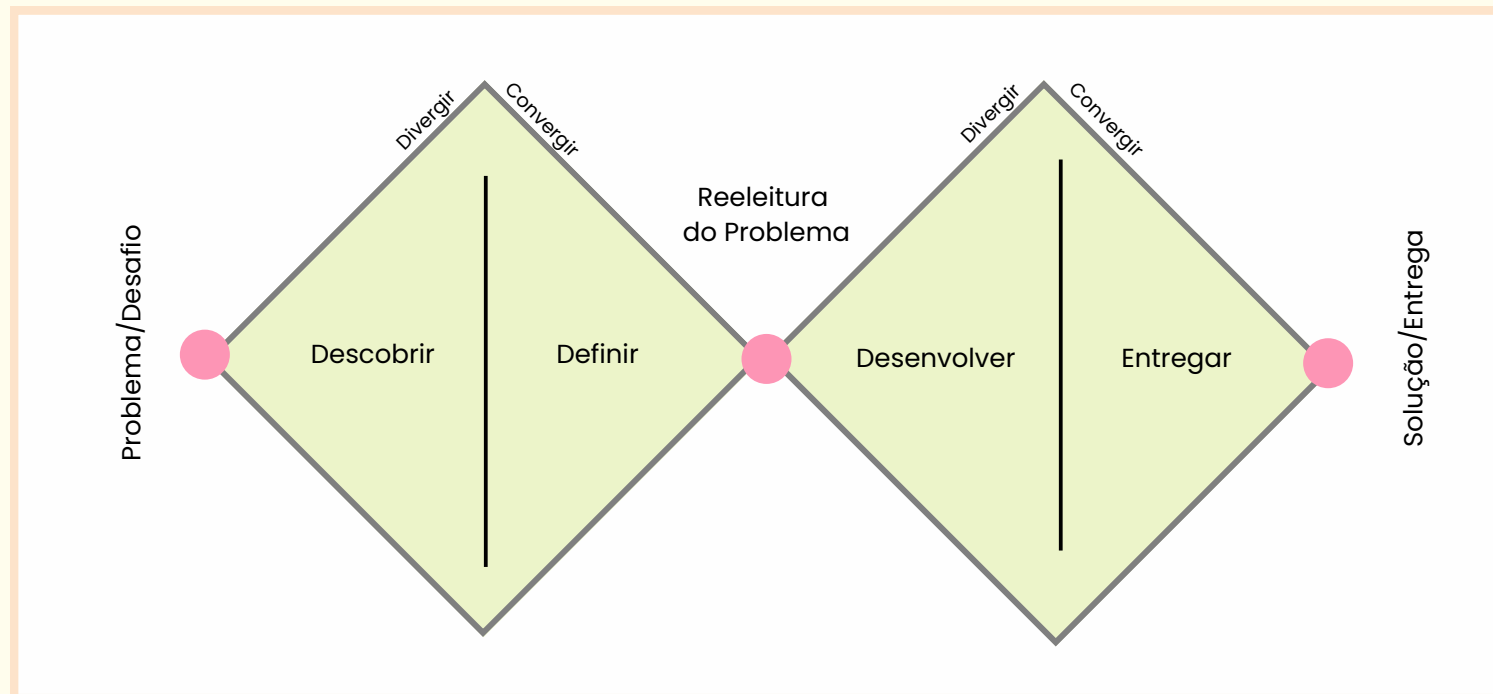 Problema/Desafio
Divergir
Convergir
Descobrir
Definir
Reeleitura
do Problema
Divergir
Convergir
Desenvolver
Entregar
Solução/Entrega